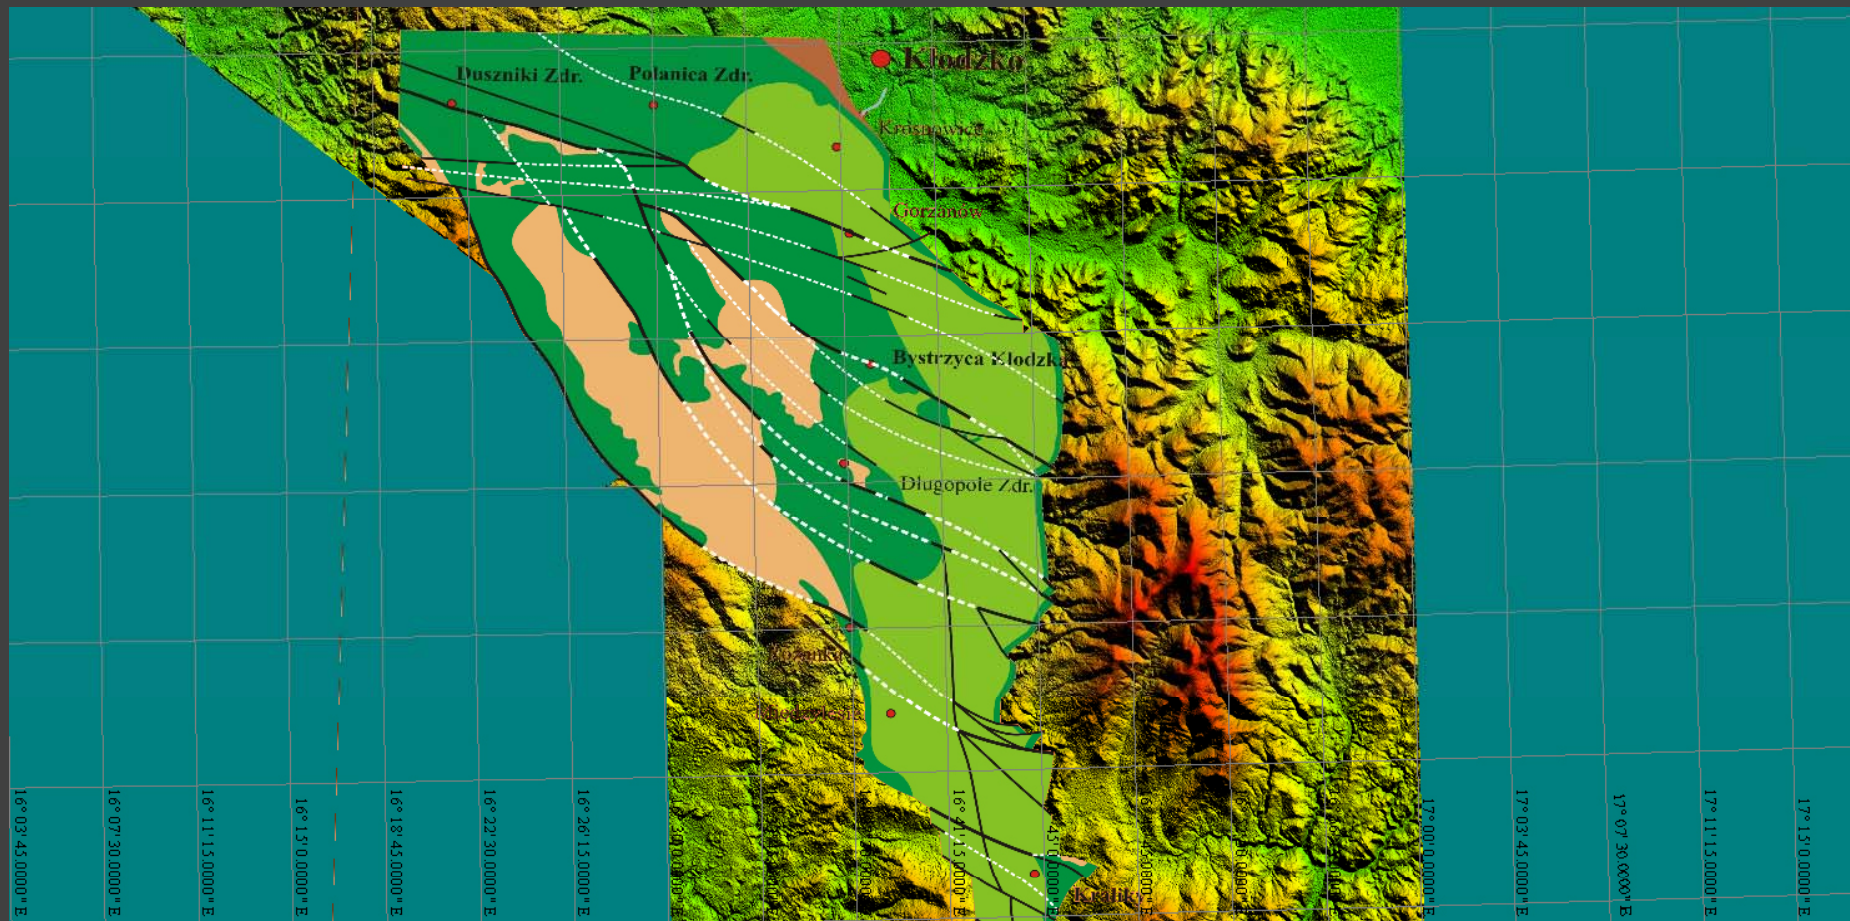 Kłodzko
Duszniki Zdr.
Polanica Zdr.
Krosnowice
Gorzanów
Bystrzyca Kłodzka
Długopole Zdr.
Kraliky
16° 03' 45.0000" E
16° 07' 30.0000" E
16° 11' 15.0000" E
16° 15' 0.0000" E
16° 18' 45.0000" E
16° 22' 30.0000" E
16° 26' 15.0000" E
16° 41' 15.0000" E
17° 00' 0.0000" E
17° 03' 45.0000" E
17° 07' 30.0000" E
17° 11' 15.0000" E
17° 15' 0.0000" E